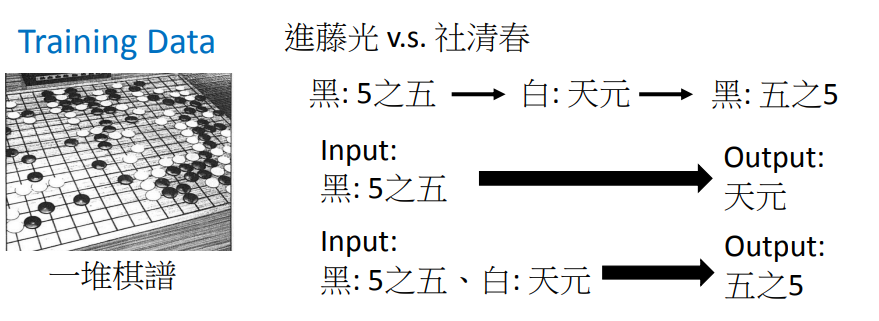 Training Data
一堆棋譜
進藤光 v.s. 社清春
黑: 5之五 白: 天元 黑: 五之5
Input:
黑: 5之五
Output:
天元
Input:
黑: 5之五、白: 天元
Output:
五之5